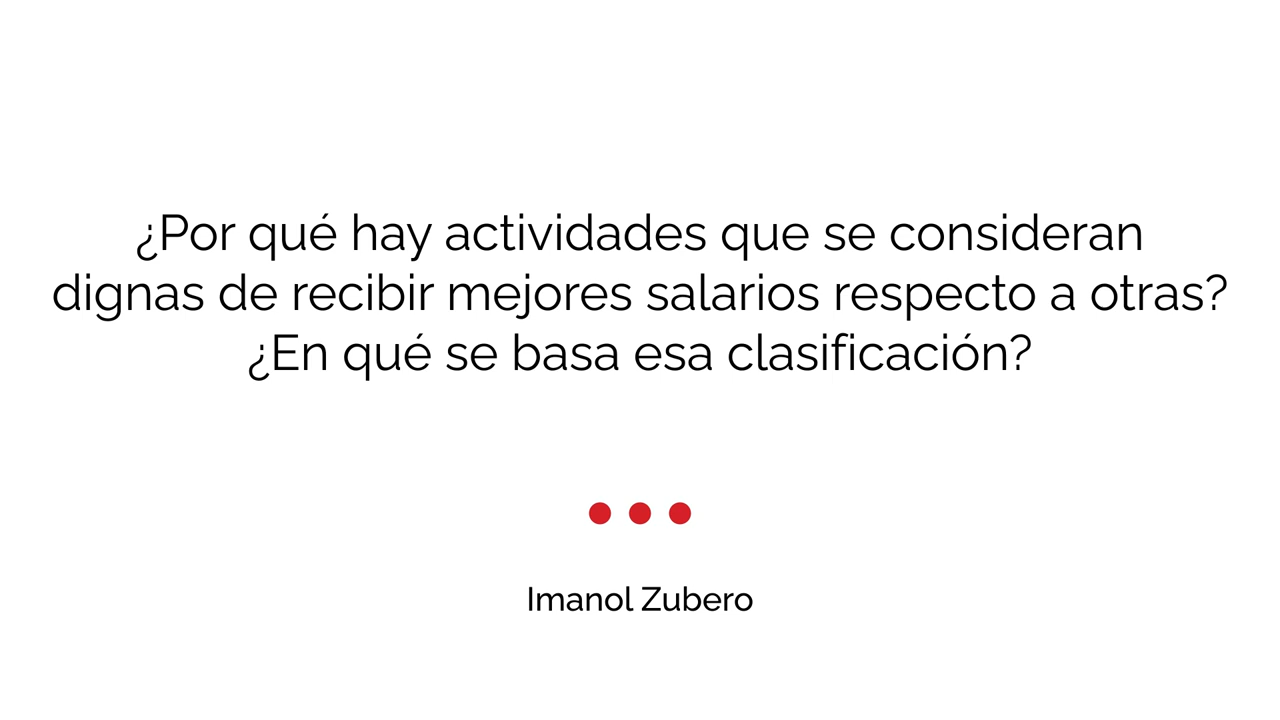 ¿Por qué hay actividades que se consideran
dignas de recibir mejores salarios respecto a otras?
¿En qué se basa esa clasificación?
Imanol Zubero